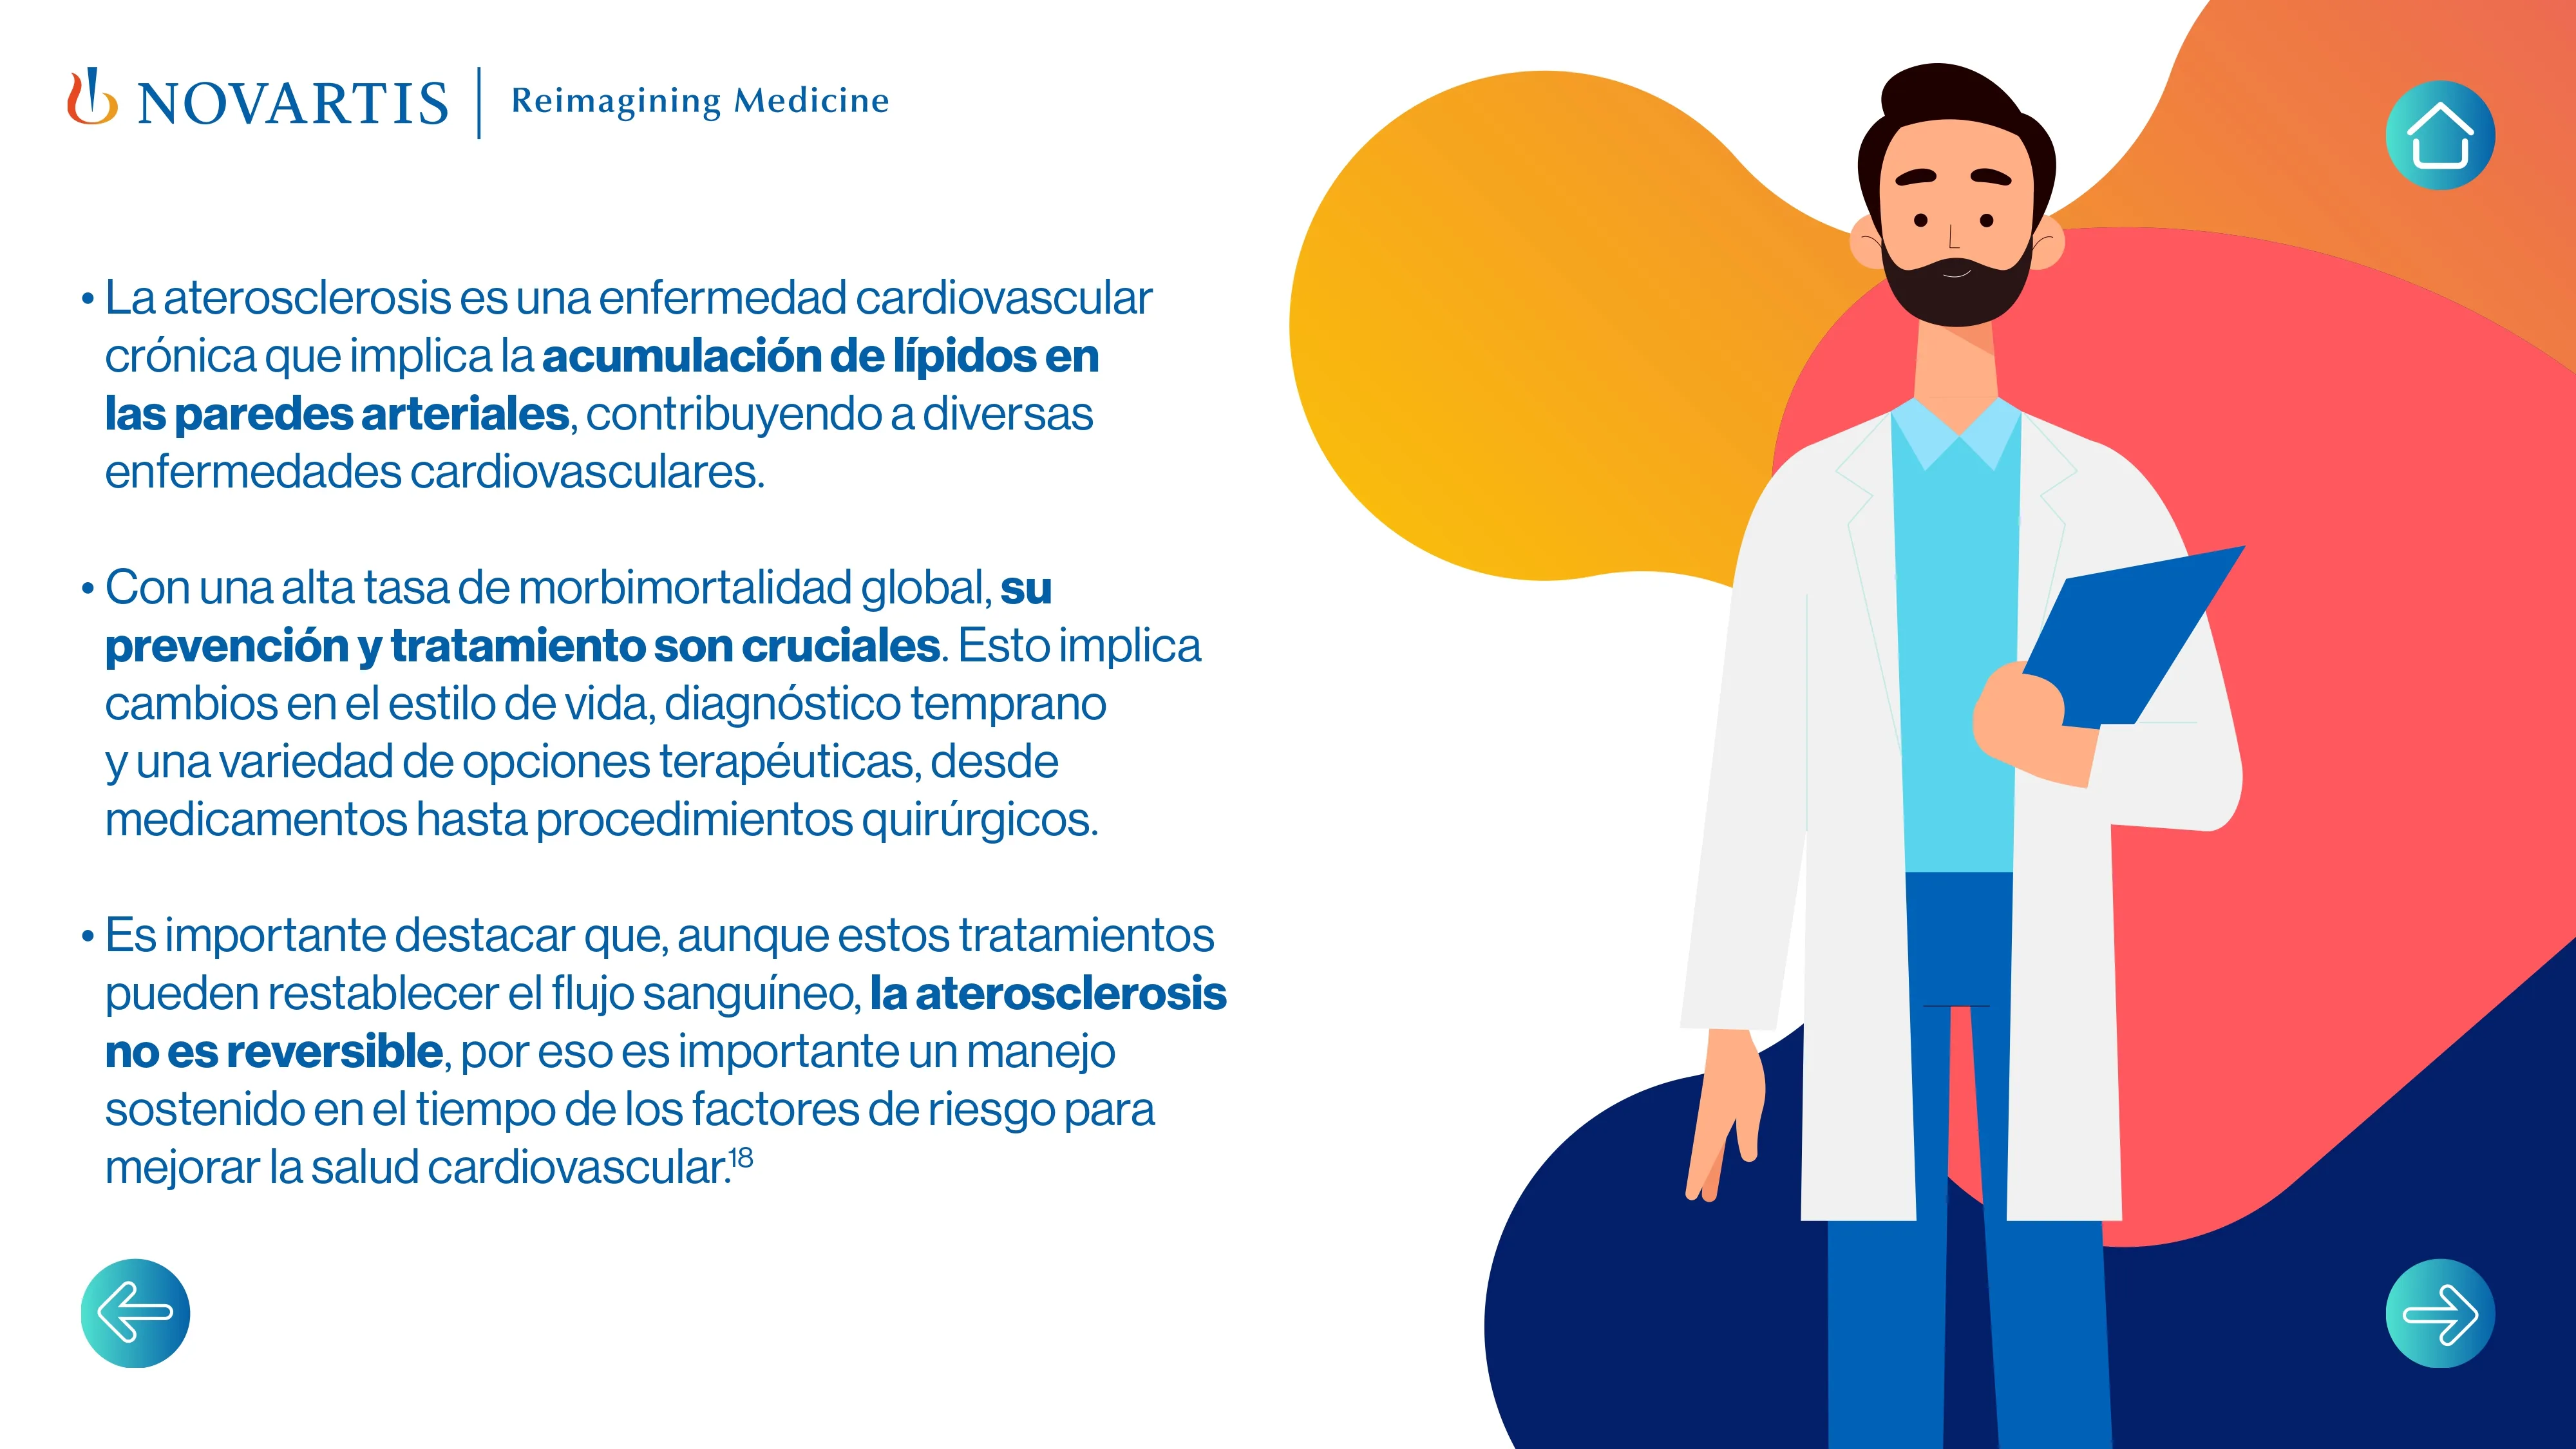 NOVARTIS | Reimagining Medicine
• La aterosclerosis es una enfermedad cardiovascular
crónica que implica la acumulación de lípidos en
las paredes arteriales, contribuyendo a diversas
enfermedades cardiovasculares.
• Con una alta tasa de morbimortalidad global, su
prevención y tratamiento son cruciales. Esto implica
cambios en el estilo de vida, diagnóstico temprano
y una variedad de opciones terapéuticas, desde
medicamentos hasta procedimientos quirúrgicos.
• Es importante destacar que, aunque estos tratamientos
pueden restablecer el flujo sanguíneo, la aterosclerosis
no es reversible, por eso es importante un manejo
sostenido en el tiempo de los factores de riesgo para
mejorar la salud cardiovascular.¹⁸